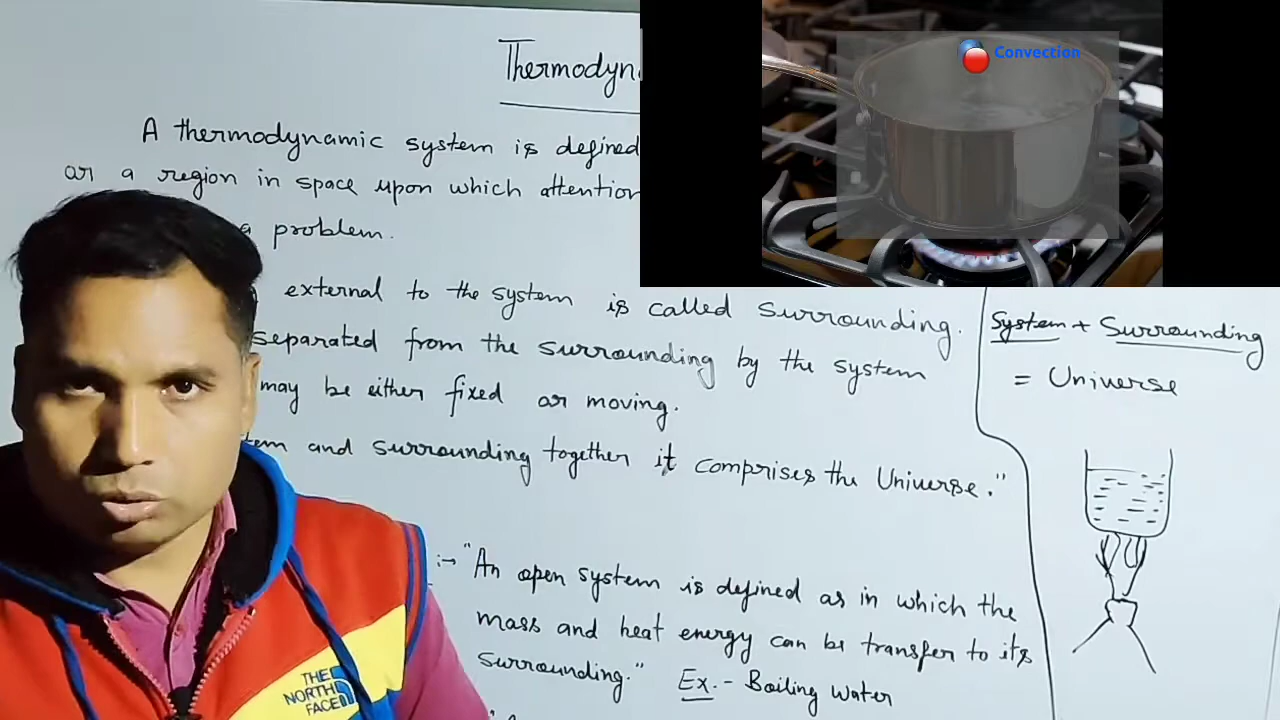 Thermodyn
Convection
A thermodynamic system is defined
or a region in space upon which attention
a problem.
external to the system is called surrounding.
separated from the surrounding by the system
may be either fixed or moving.
tem and surrounding together it comprises the Universe."
System + Surrounding
= Universe
:→ "An open system is defined as in which the
mass and heat energy can be transfer to its
surrounding." Ex. - Boiling water
THE
NORTH
FACE